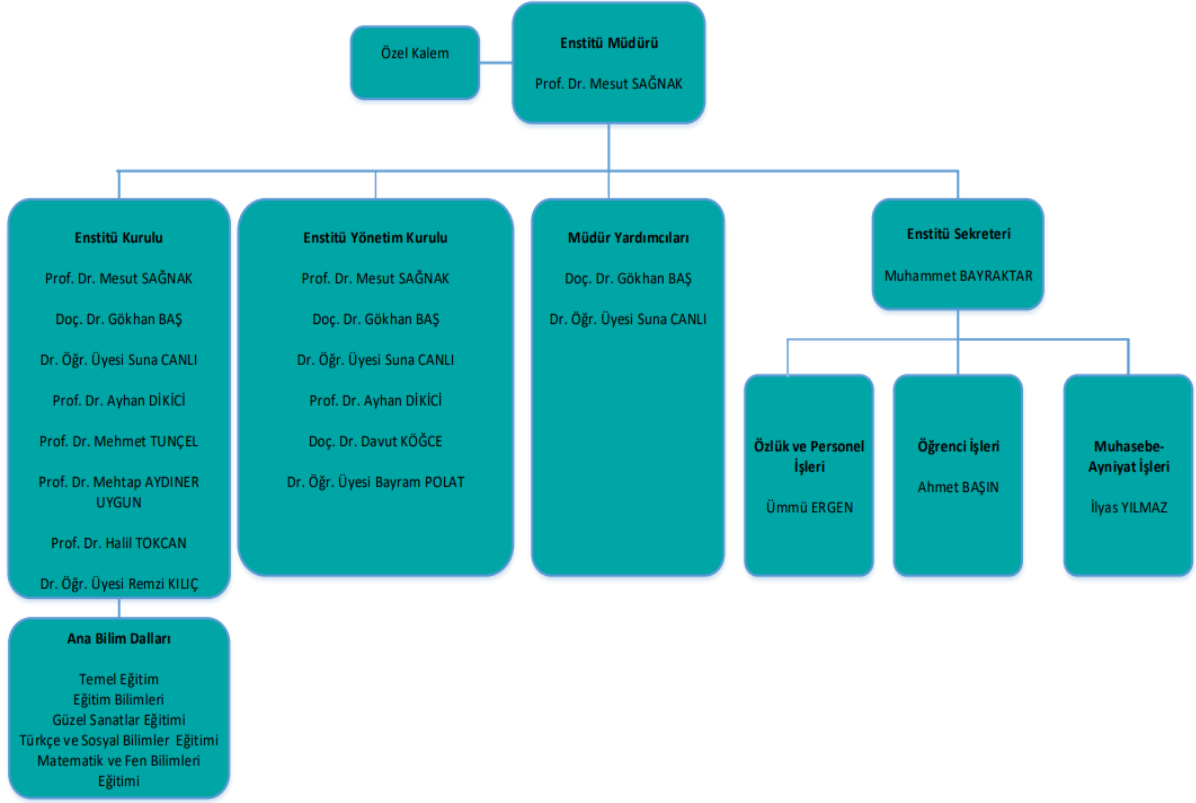 Özel Kalem
Enstitü Müdürü
Prof. Dr. Mesut SAĞNAK
Enstitü Kurulu
Prof. Dr. Mesut SAĞNAK
Doç. Dr. Gökhan BAŞ
Dr. Öğr. Üyesi Suna CANLI
Prof. Dr. Ayhan DİKİCİ
Prof. Dr. Mehmet TUNÇEL
Prof. Dr. Mehtap AYDINER
UYGUN
Prof. Dr. Halil TOKCAN
Dr. Öğr. Üyesi Remzi KILIÇ
Enstitü Yönetim Kurulu
Prof. Dr. Mesut SAĞNAK
Doç. Dr. Gökhan BAŞ
Dr. Öğr. Üyesi Suna CANLI
Prof. Dr. Ayhan DİKİCİ
Doç. Dr. Davut KÖĞCE
Dr. Öğr. Üyesi Bayram POLAT
Müdür Yardımcıları
Doç. Dr. Gökhan BAŞ
Dr. Öğr. Üyesi Suna CANLI
Enstitü Sekreteri
Muhammet BAYRAKTAR
Özlük ve Personel
İşleri
Ümmü ERGEN
Öğrenci İşleri
Ahmet BAŞIN
Muhasebe-
Ayniyat İşleri
İlyas YILMAZ
Ana Bilim Dalları
Temel Eğitim
Eğitim Bilimleri
Güzel Sanatlar Eğitimi
Türkçe ve Sosyal Bilimler Eğitimi
Matematik ve Fen Bilimleri
Eğitimi